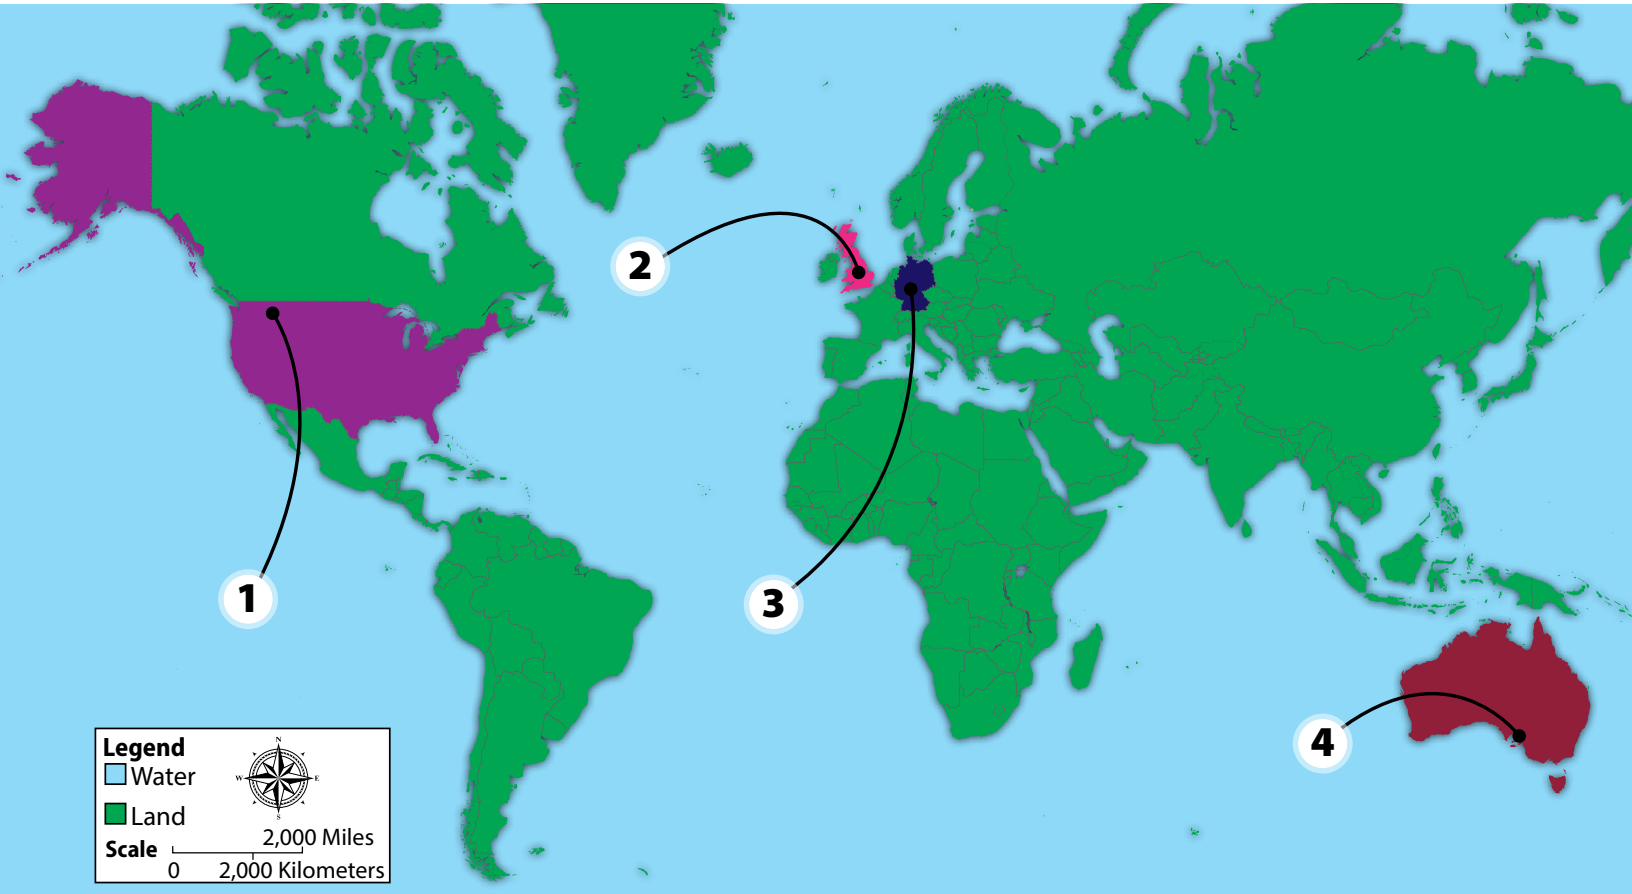 2
1
3
4
Legend
Water
Land
Scale
2,000 Miles
0
2,000 Kilometers
N
W
E
S